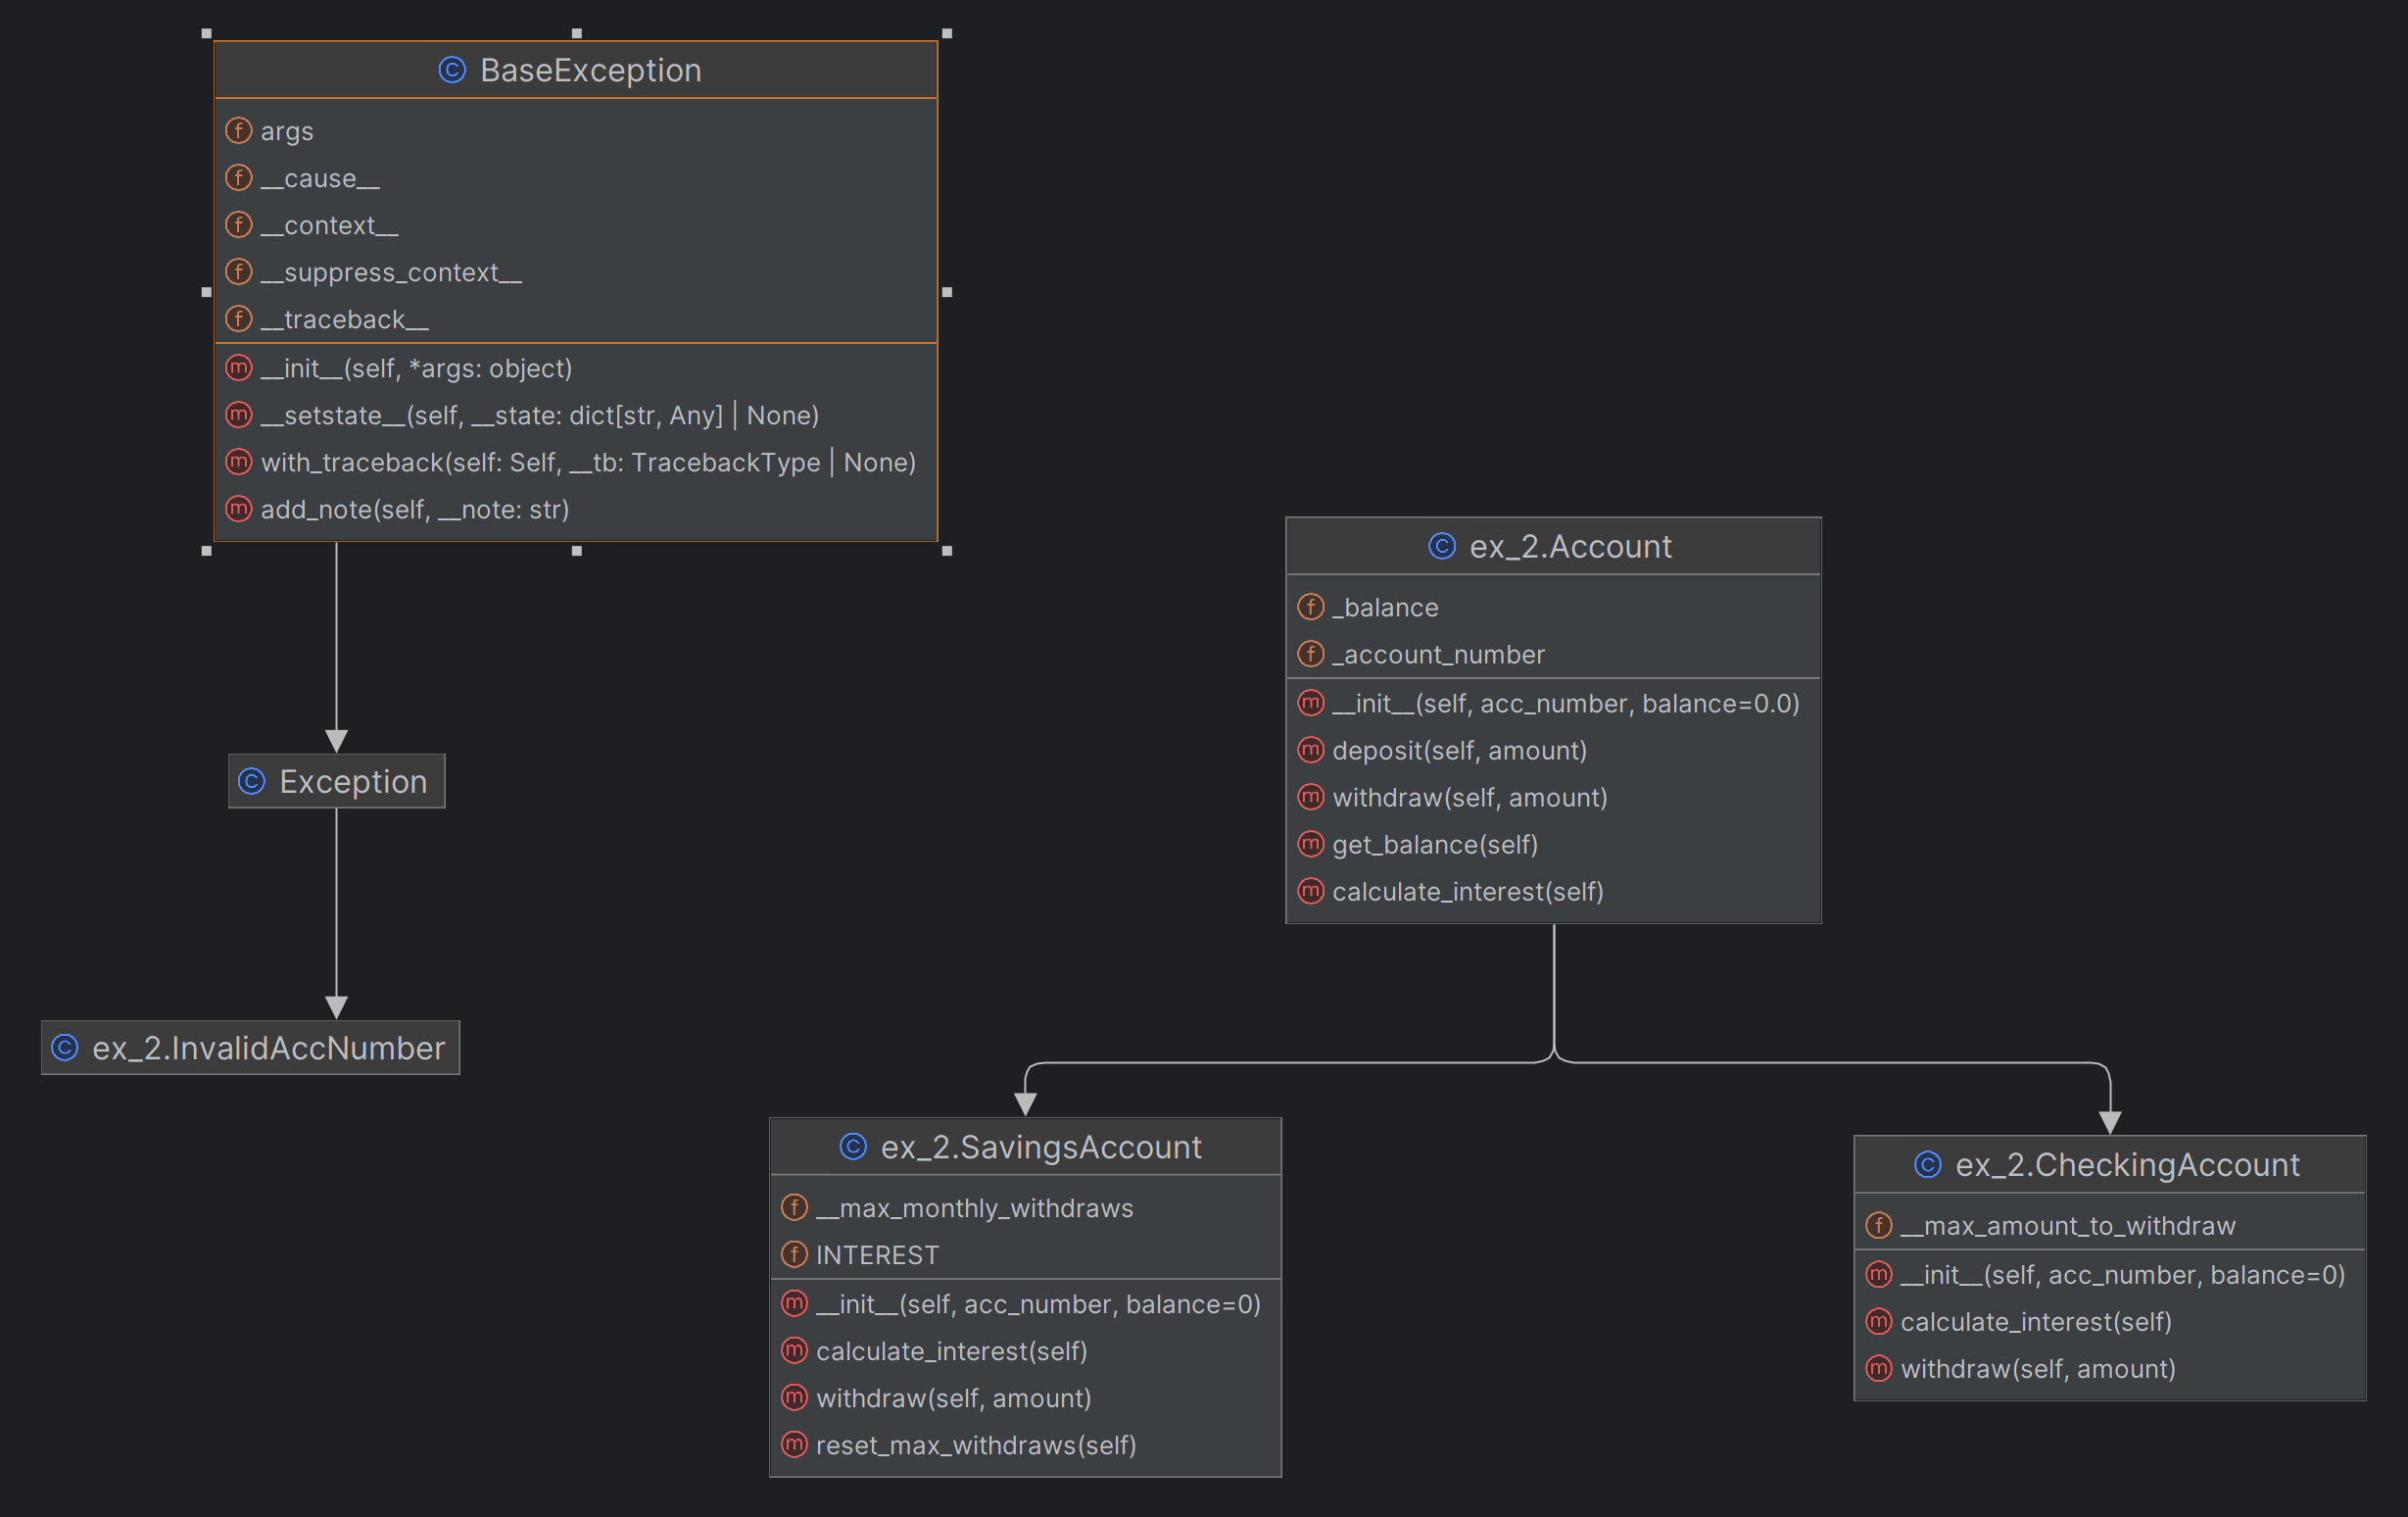 BaseException
args
__cause__
__context__
__suppress_context__
__traceback__
__init__(self, *args: object)
__setstate__(self, __state: dict[str, Any] | None)
with_traceback(self: Self, __tb: TracebackType | None)
add_note(self, __note: str)
Exception
ex_2.InvalidAccNumber
ex_2.Account
_balance
_account_number
__init__(self, acc_number, balance=0.0)
deposit(self, amount)
withdraw(self, amount)
get_balance(self)
calculate_interest(self)
ex_2.SavingsAccount
__max_monthly_withdraws
INTEREST
__init__(self, acc_number, balance=0)
calculate_interest(self)
withdraw(self, amount)
reset_max_withdraws(self)
ex_2.CheckingAccount
__max_amount_to_withdraw
__init__(self, acc_number, balance=0)
calculate_interest(self)
withdraw(self, amount)